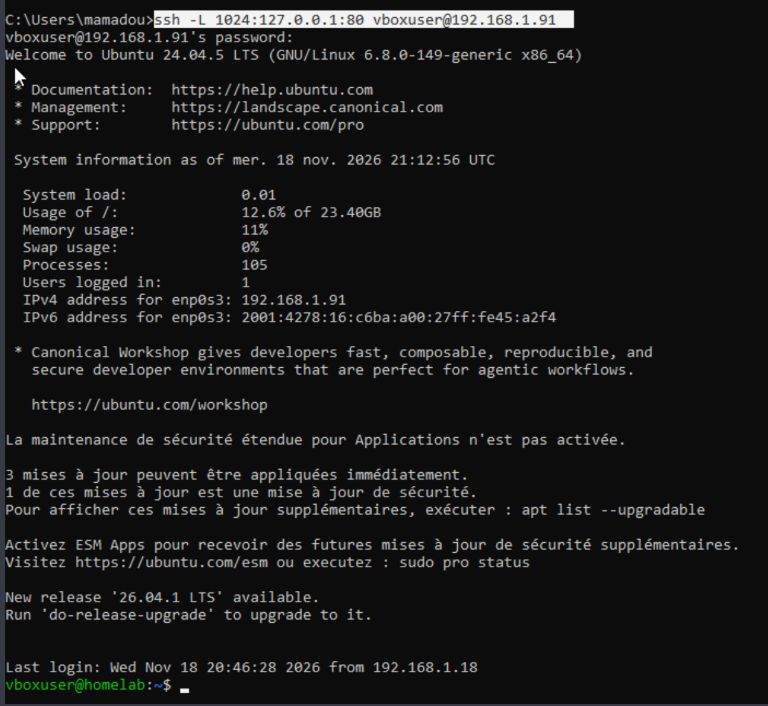 C:\Users\mamadou>ssh -L 1024:127.0.0.1:80 vboxuser@192.168.1.91
vboxuser@192.168.1.91's password:
Welcome to Ubuntu 24.04.5 LTS (GNU/Linux 6.8.0-149-generic x86_64)
* Documentation:  https://help.ubuntu.com
* Management:     https://landscape.canonical.com
* Support:        https://ubuntu.com/pro
System information as of mer. 18 nov. 2026 21:12:56 UTC
System load:             0.01
Usage of /:              12.6% of 23.40GB
Memory usage:            11%
Swap usage:              0%
Processes:               105
Users logged in:         1
IPv4 address for enp0s3: 192.168.1.91
IPv6 address for enp0s3: 2001:4278:16:c6ba:a00:27ff:fe45:a2f4
* Canonical Workshop gives developers fast, composable, reproducible, and
secure developer environments that are perfect for agentic workflows.
https://ubuntu.com/workshop
La maintenance de sécurité étendue pour Applications n'est pas activée.
3 mises à jour peuvent être appliquées immédiatement.
1 de ces mises à jour est une mise à jour de sécurité.
Pour afficher ces mises à jour supplémentaires, exécuter : apt list --upgradable
Activez ESM Apps pour recevoir des futures mises à jour de sécurité supplémentaires.
Visitez https://ubuntu.com/esm ou executez : sudo pro status
New release '26.04.1 LTS' available.
Run 'do-release-upgrade' to upgrade to it.
Last login: Wed Nov 18 20:46:28 2026 from 192.168.1.18
vboxuser@homelab:~$